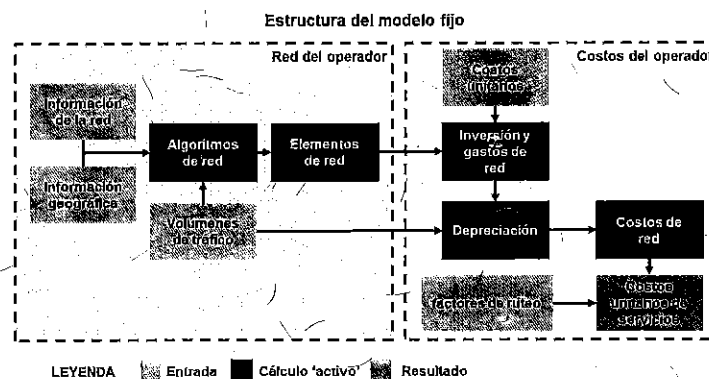 Estructura del modelo fijo
Red del operador
Costos del operador
Costos
unitarios
Información
de la red
Algoritmos
de red
Elementos
de red
Inversión y
gastos de
red
Información
geográfica
Volúmenes
de tráfico
Depreciación
Costos de
red
factores de ruteo
Costos
unitarios de
servicios
LEYENDA
Entrada
Cálculo 'activo'
Resultado